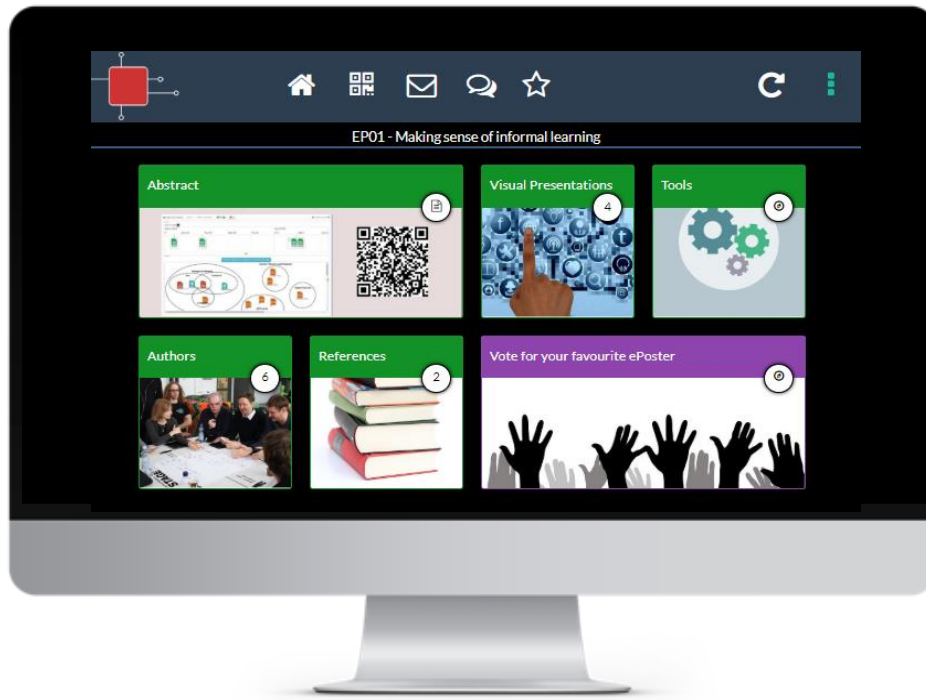 EP01 - Making sense of informal learning
Abstract
Visual Presentations
4
Tools
Authors
6
References
2
Vote for your favourite ePoster
STAGE